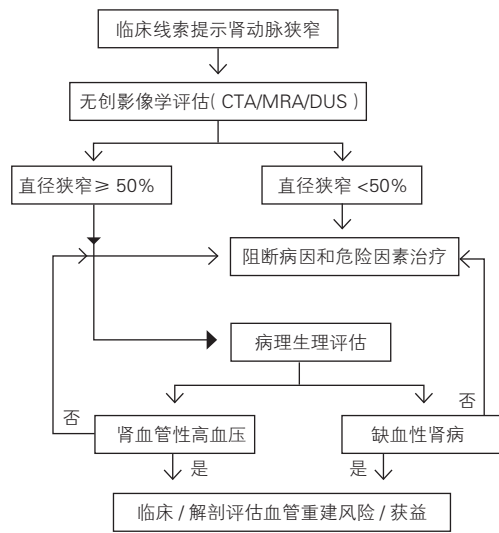 临床线索提示肾动脉狭窄
无创影像学评估( CTA/MRA/DUS )
直径狭窄≥ 50%
直径狭窄 <50%
阻断病因和危险因素治疗
病理生理评估
否
否
肾血管性高血压
缺血性肾病
是
是
临床 / 解剖评估血管重建风险 / 获益